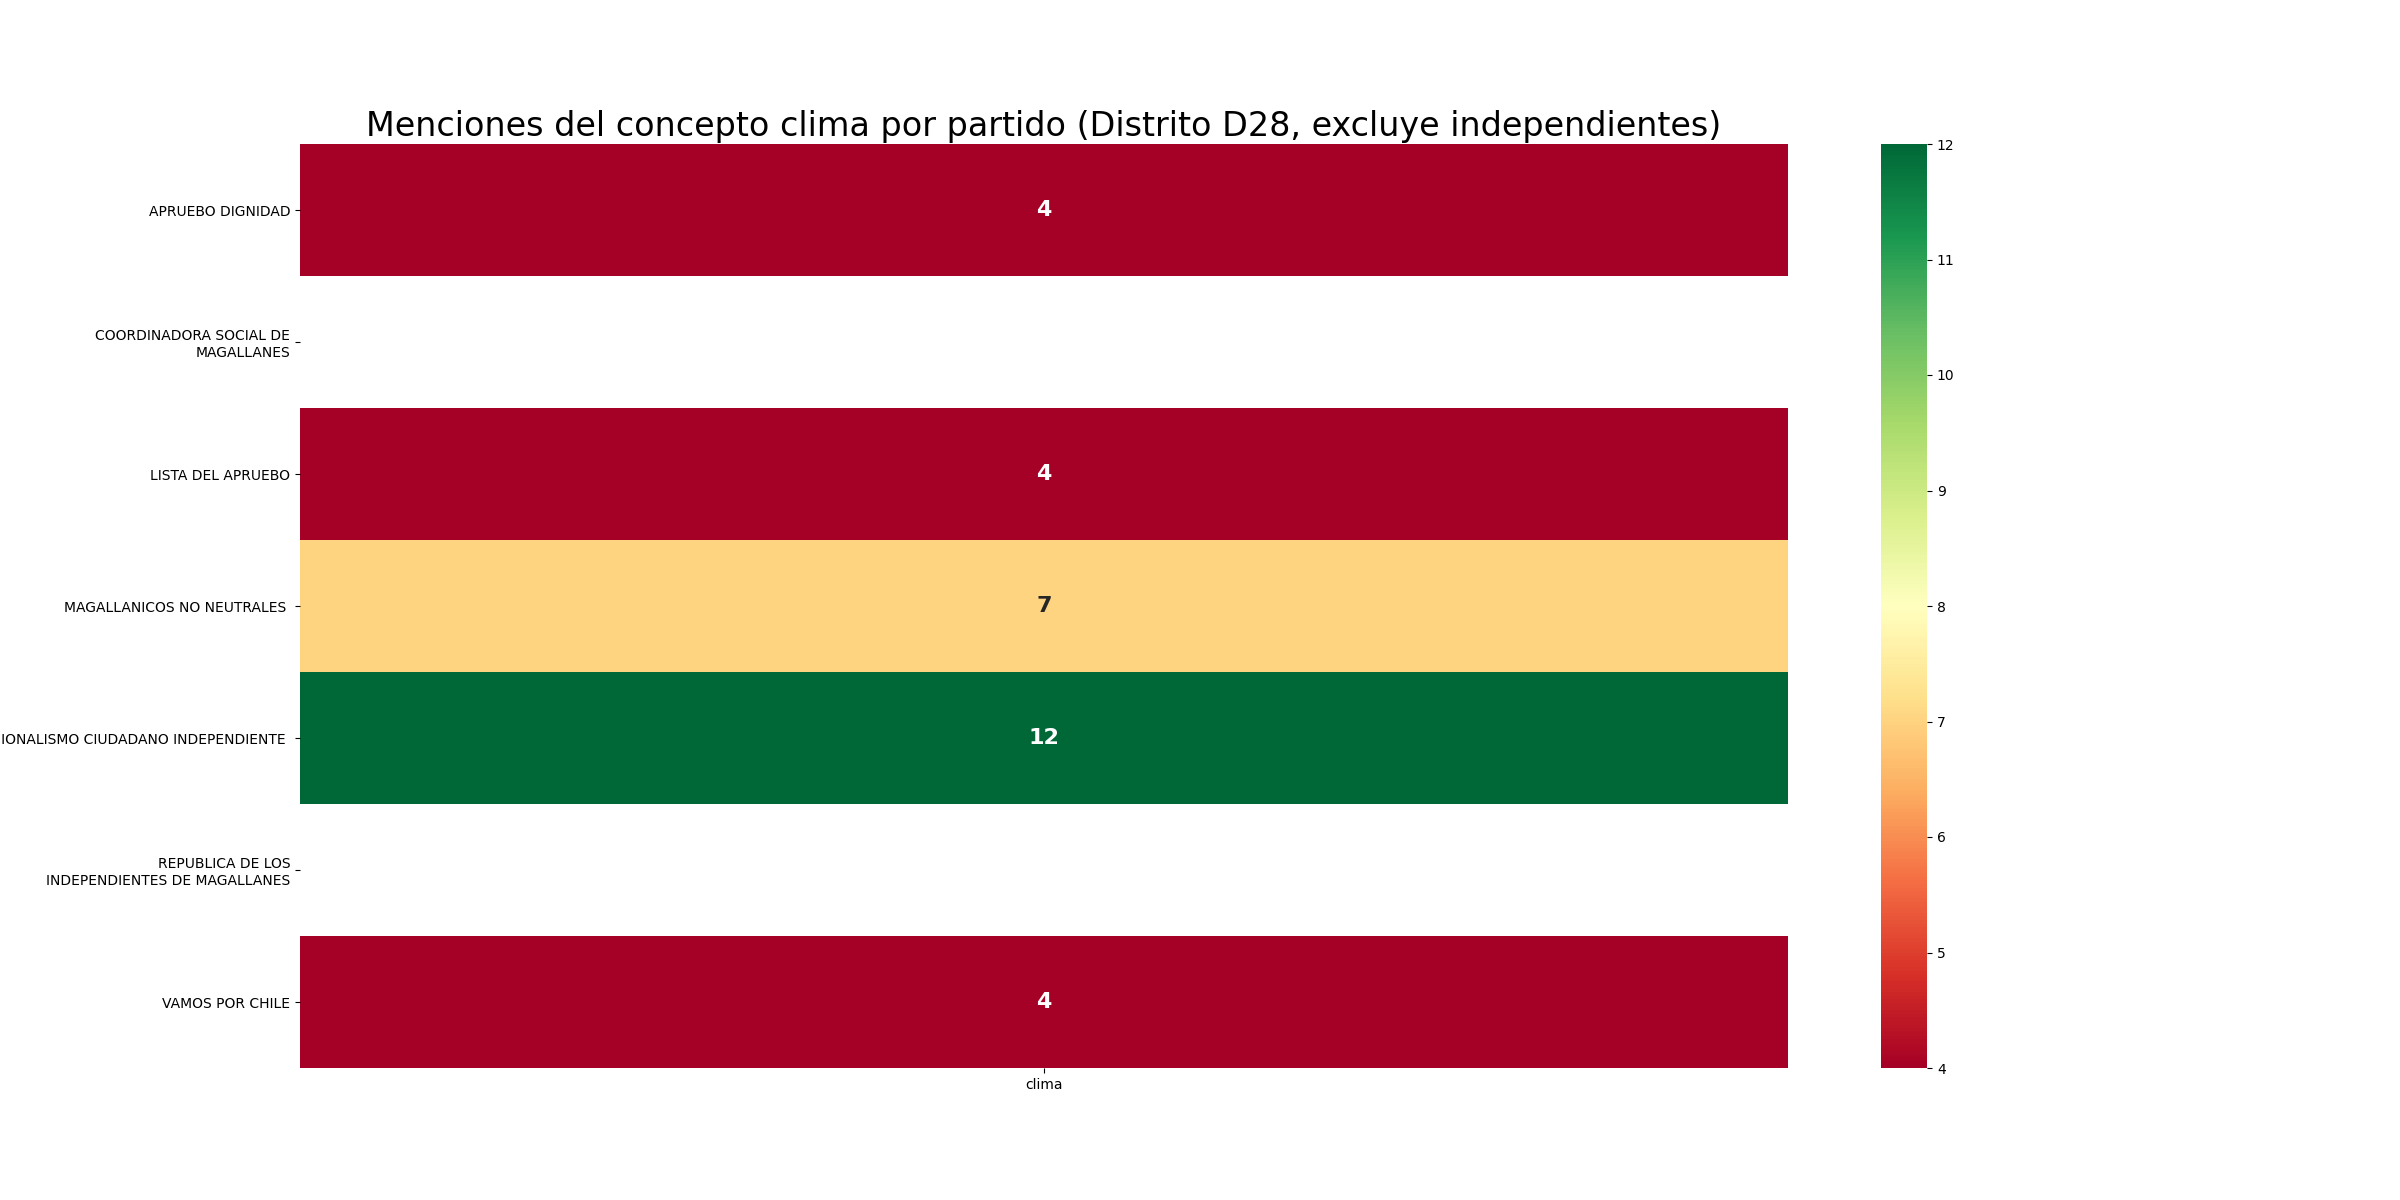 Menciones del concepto clima por partido (Distrito D28, excluye independientes)
APRUEBO DIGNIDAD
4
COORDINADORA SOCIAL DE
MAGALLANES
LISTA DEL APRUEBO
4
MAGALLANICOS NO NEUTRALES
7
IONALISMO CIUDADANO INDEPENDIENTE
12
REPUBLICA DE LOS
INDEPENDIENTES DE MAGALLANES
VAMOS POR CHILE
4
clima
12
11
10
9
8
7
6
5
4